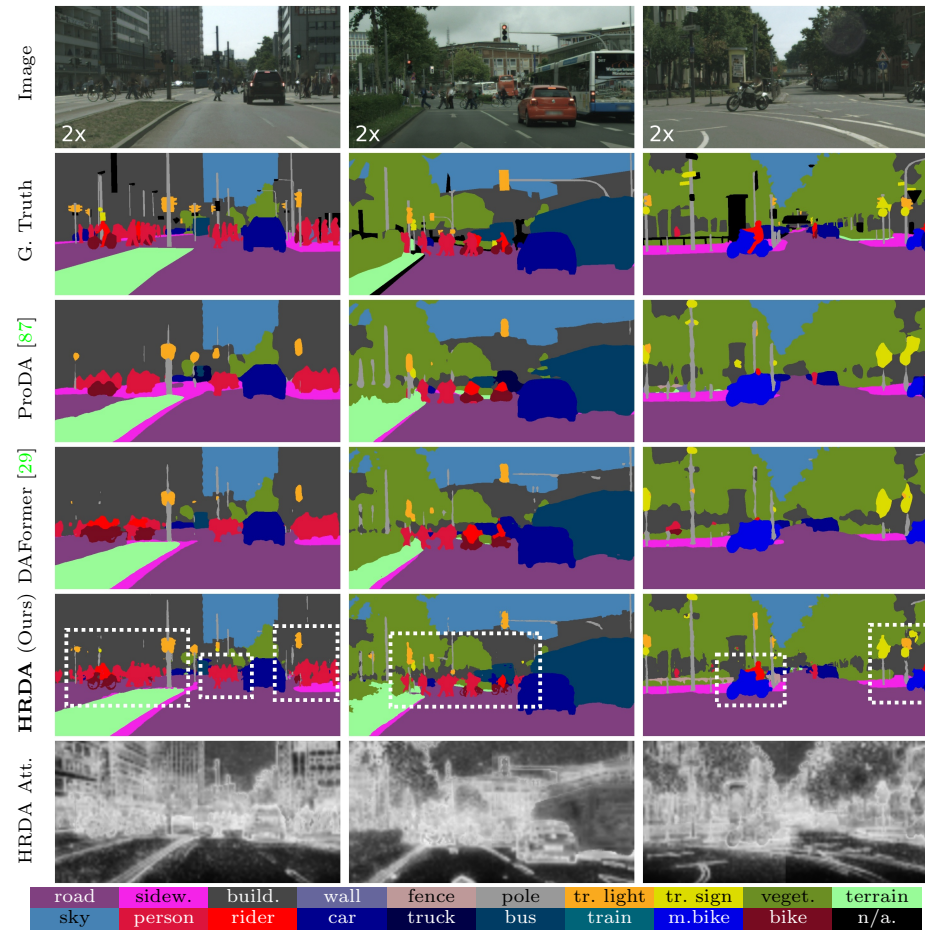 Image
2x
2x
2x
G. Truth
ProDA [87]
DAFormer [29]
HRDA (Ours)
HRDA Att.
road sidew. build. wall fence pole tr. light tr. sign veget. terrain
sky person rider car truck bus train m.bike bike n/a.